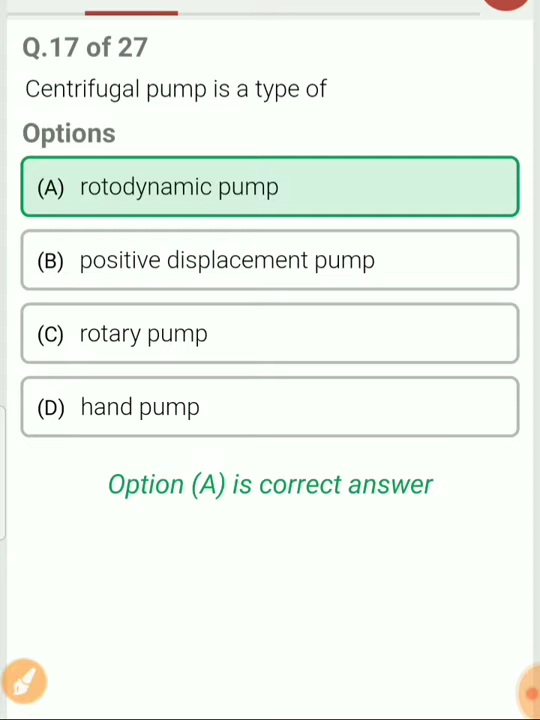 Q.17 of 27
Centrifugal pump is a type of
Options
(A) rotodynamic pump
(B) positive displacement pump
(C) rotary pump
(D) hand pump
Option (A) is correct answer